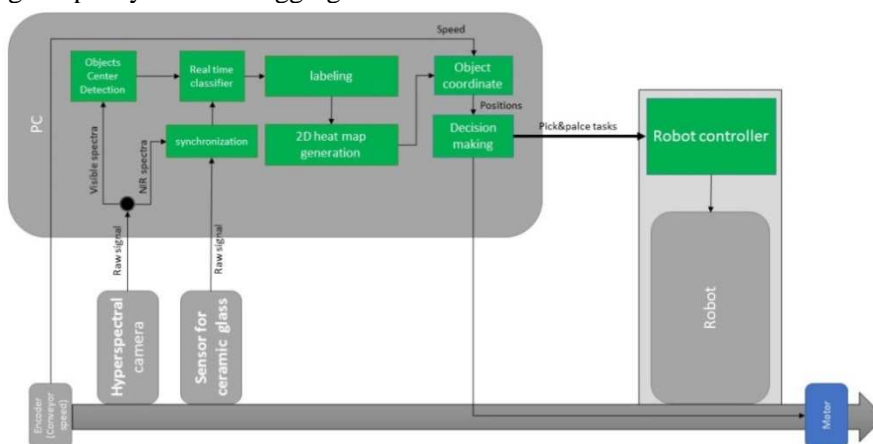 Speed
Objects
Center
Detection
Real time
classifier
labeling
Object
coordinate
PC
Positions
synchronization
2D heat map
generation
Decision
making
Pick&palce tasks
Robot controller
Visible spectra
NIR spectra
Raw signal
Raw signal
Hyperspectral
camera
Sensor for
ceramic glass
Robot
Encoder
(Conveyor
speed)
Motor